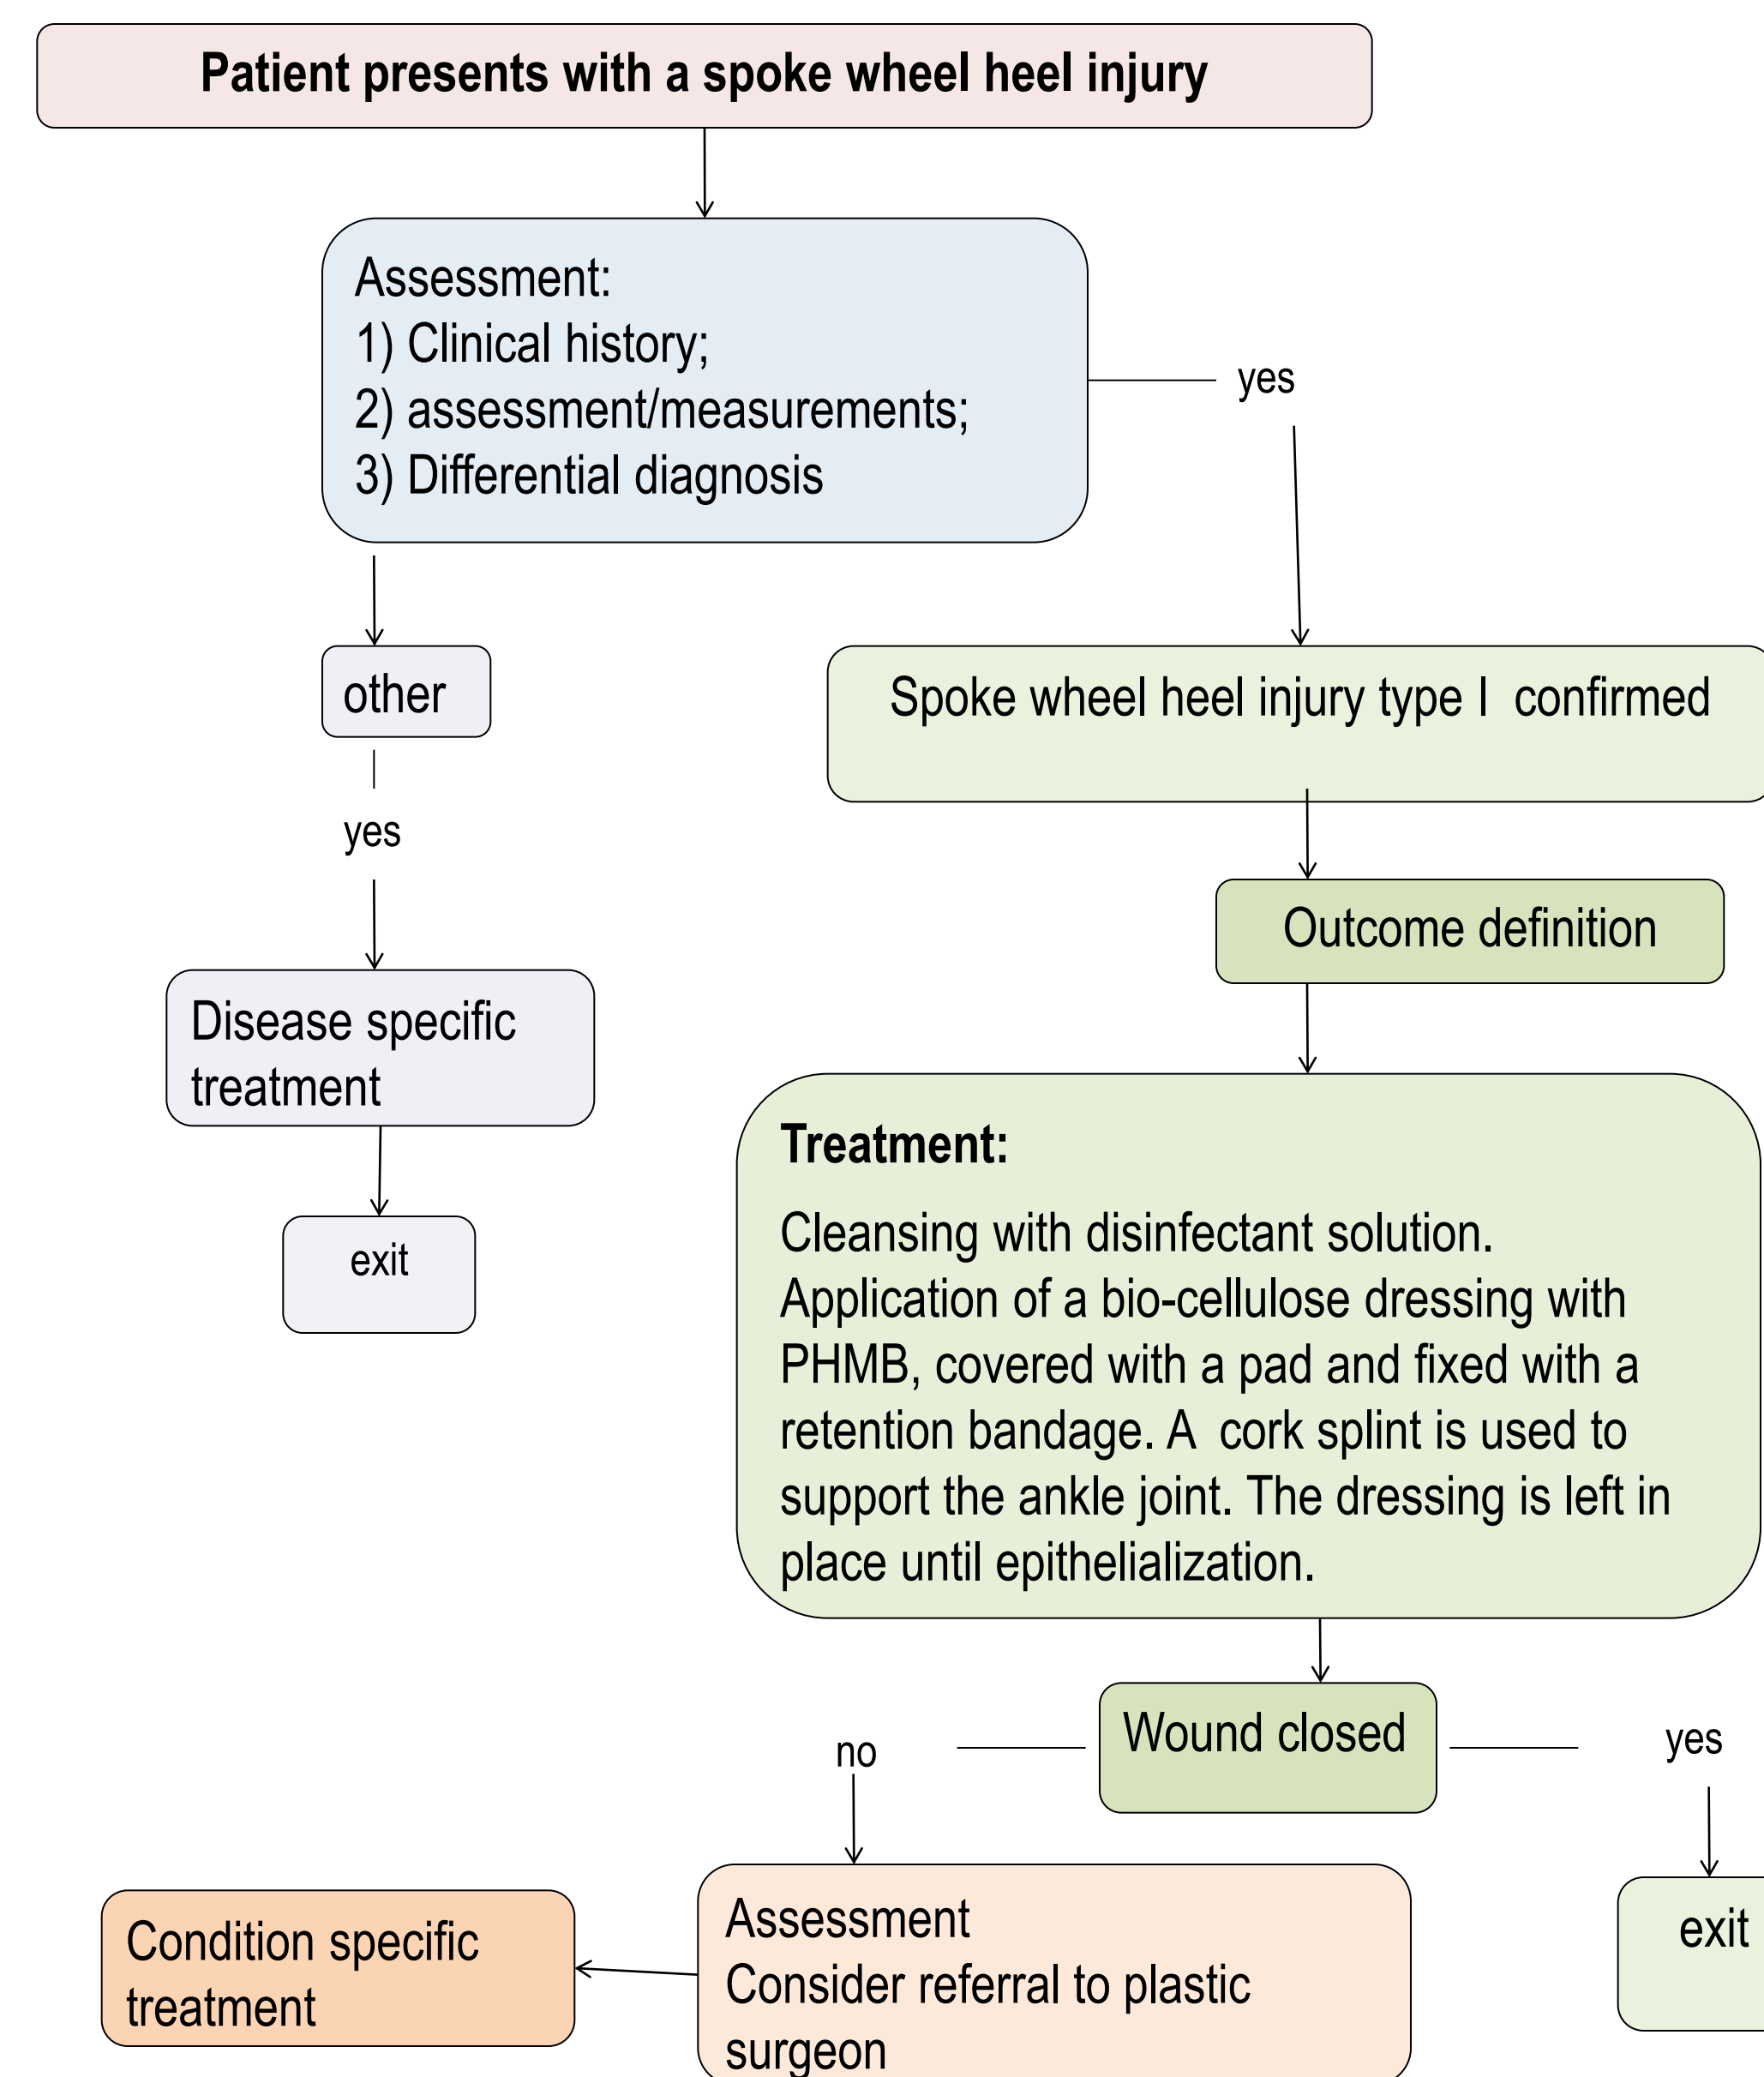 Patient presents with a spoke wheel heel injury
Assessment:
1) Clinical history;
2) assessment/measurements;
3) Differential diagnosis
yes
other
Spoke wheel heel injury type I  confirmed
yes
Outcome definition
Disease specific
treatment
exit
Treatment:
Cleansing with disinfectant solution.
Application of a bio-cellulose dressing with
PHMB, covered with a pad and fixed with a
retention bandage. A  cork splint is used to
support the ankle joint. The dressing is left in
place until epithelialization.
Wound closed
no
yes
Assessment
Consider referral to plastic
surgeon
Condition specific
treatment
exit